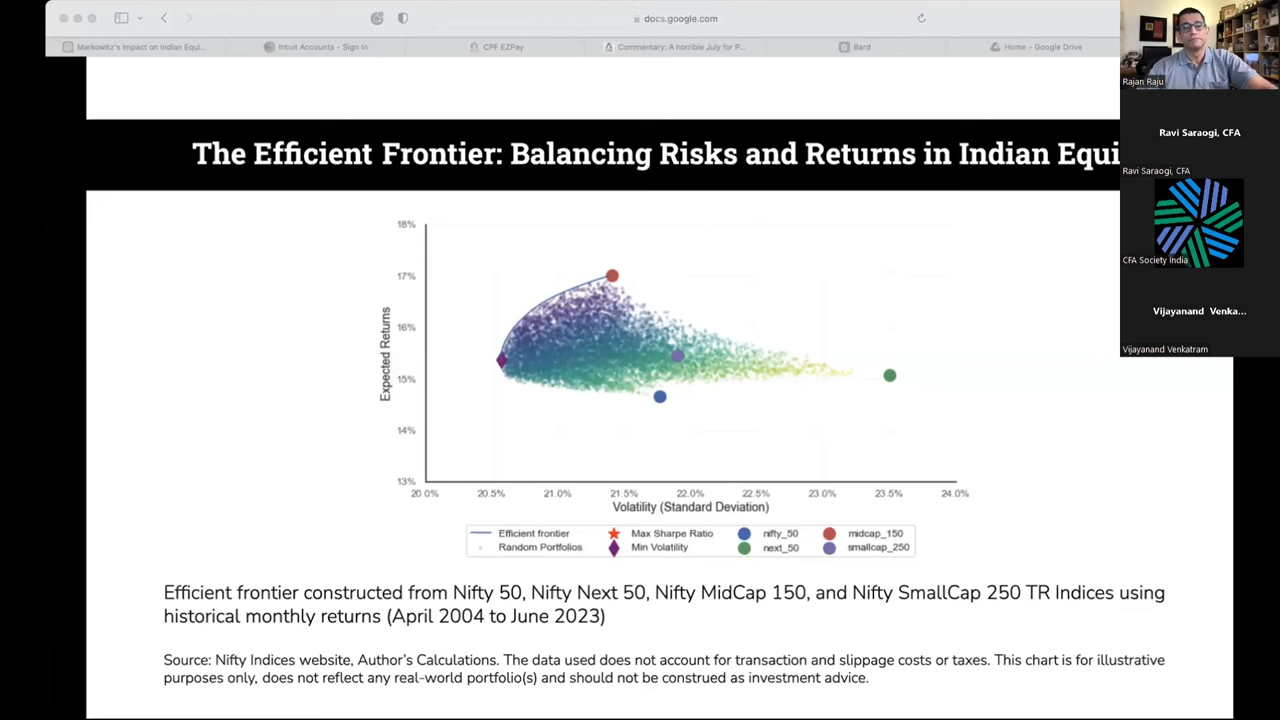 docs.google.com
Markowitz's Impact on Indian Equi...
Intuit Accounts - Sign In
CPF EZPay
Commentary: A horrible July for P...
Bard
Home - Google Drive
Rajan Raju
Ravi Saraogi, CFA
Ravi Saraogi, CFA
CFA Society India
Vijayanand Venka...
Vijayanand Venkatram
The Efficient Frontier: Balancing Risks and Returns in Indian Equi
18%
17%
16%
15%
14%
13%
Expected Returns
20.0% 20.5% 21.0% 21.5% 22.0% 22.5% 23.0% 23.5% 24.0%
Volatility (Standard Deviation)
Efficient frontier Max Sharpe Ratio nifty_50 midcap_150
Random Portfolios Min Volatility next_50 smallcap_250
Efficient frontier constructed from Nifty 50, Nifty Next 50, Nifty MidCap 150, and Nifty SmallCap 250 TR Indices using
historical monthly returns (April 2004 to June 2023)
Source: Nifty Indices website, Author's Calculations. The data used does not account for transaction and slippage costs or taxes. This chart is for illustrative
purposes only, does not reflect any real-world portfolio(s) and should not be construed as investment advice.